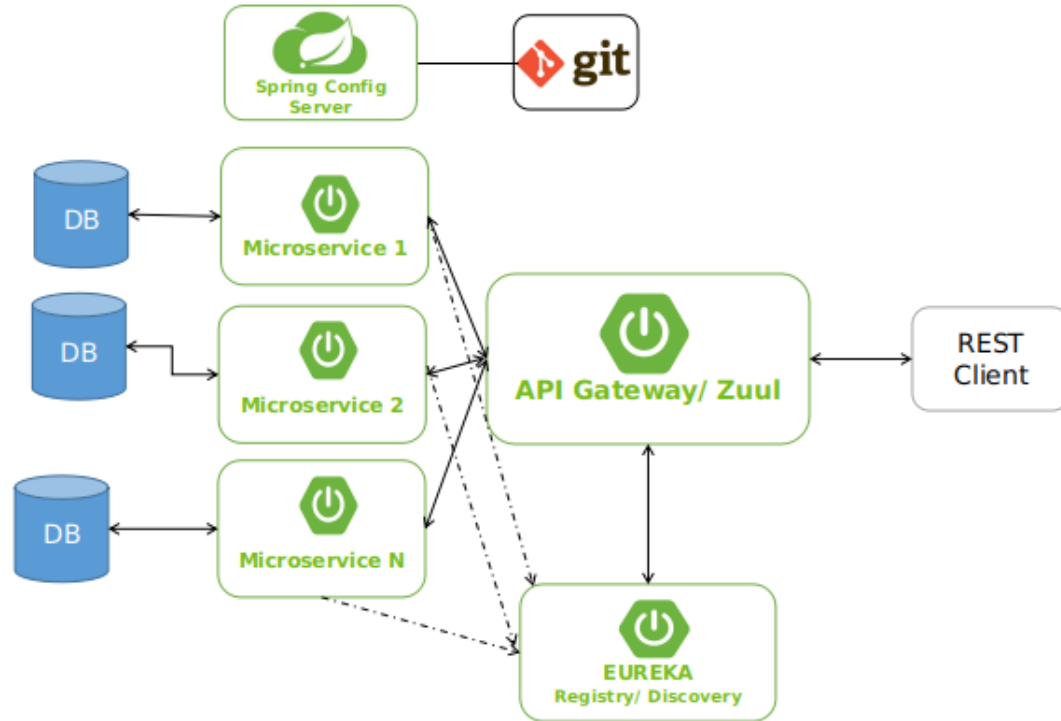 Spring Config
Server
git
DB
Microservice 1
DB
Microservice 2
API Gateway/ Zuul
REST
Client
DB
Microservice N
EUREKA
Registry/ Discovery